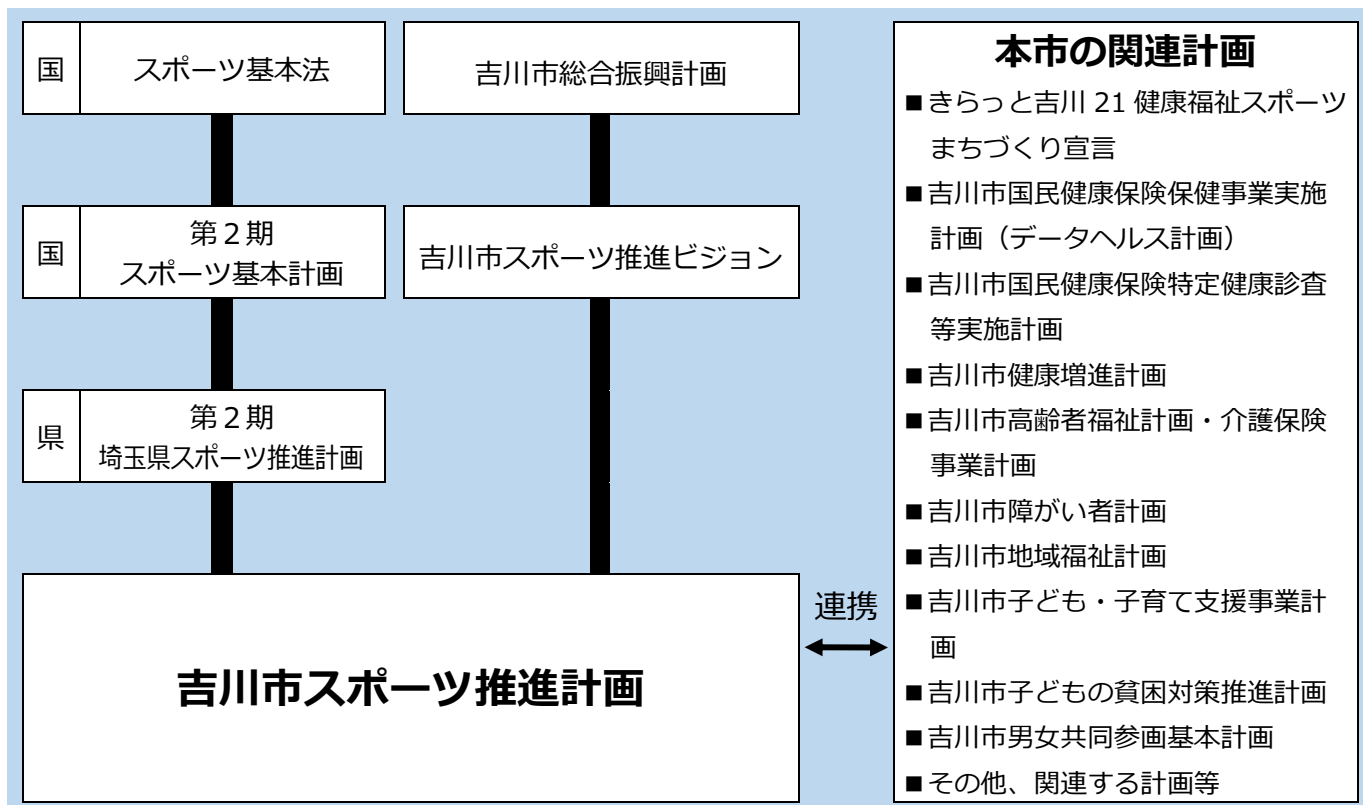 国
スポーツ基本法
吉川市総合振興計画
国
第２期
スポーツ基本計画
吉川市スポーツ推進ビジョン
県
第２期
埼玉県スポーツ推進計画
吉川市スポーツ推進計画
連携
本市の関連計画
■きらっと吉川 21 健康福祉スポーツ
まちづくり宣言
■吉川市国民健康保険保健事業実施
計画（データヘルス計画）
■吉川市国民健康保険特定健康診査
等実施計画
■吉川市健康増進計画
■吉川市高齢者福祉計画・介護保険
事業計画
■吉川市障がい者計画
■吉川市地域福祉計画
■吉川市子ども・子育て支援事業計
画
■吉川市子どもの貧困対策推進計画
■吉川市男女共同参画基本計画
■その他、関連する計画等